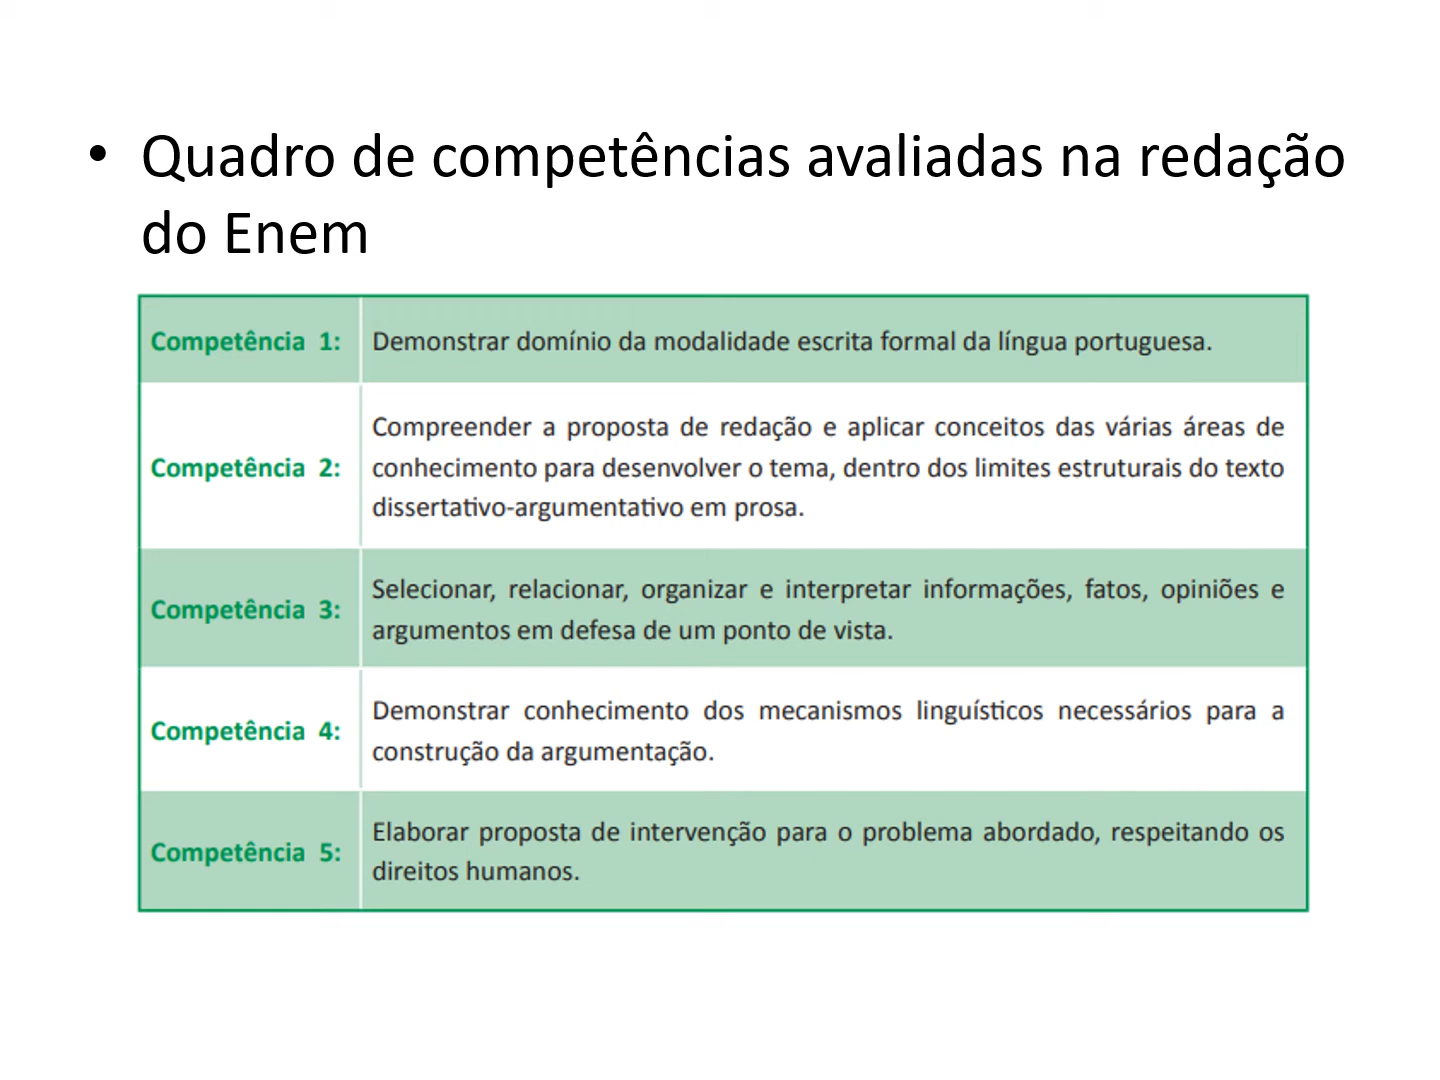 • Quadro de competências avaliadas na redação
do Enem
Competência 1: Demonstrar domínio da modalidade escrita formal da língua portuguesa.
Competência 2: Compreender a proposta de redação e aplicar conceitos das várias áreas de
conhecimento para desenvolver o tema, dentro dos limites estruturais do texto
dissertativo-argumentativo em prosa.
Competência 3: Selecionar, relacionar, organizar e interpretar informações, fatos, opiniões e
argumentos em defesa de um ponto de vista.
Competência 4: Demonstrar conhecimento dos mecanismos linguísticos necessários para a
construção da argumentação.
Competência 5: Elaborar proposta de intervenção para o problema abordado, respeitando os
direitos humanos.